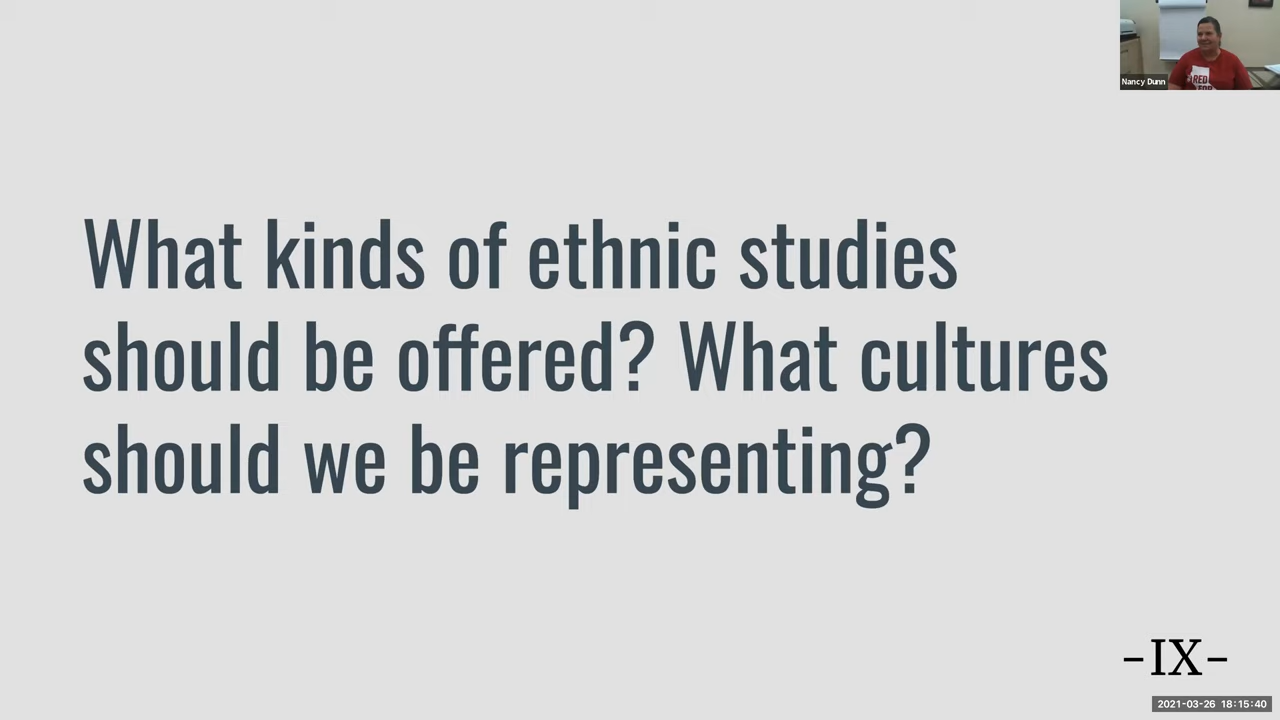 Nancy Dunn
What kinds of ethnic studies
should be offered? What cultures
should we be representing?
-IX-
2021-03-26 18:15:40